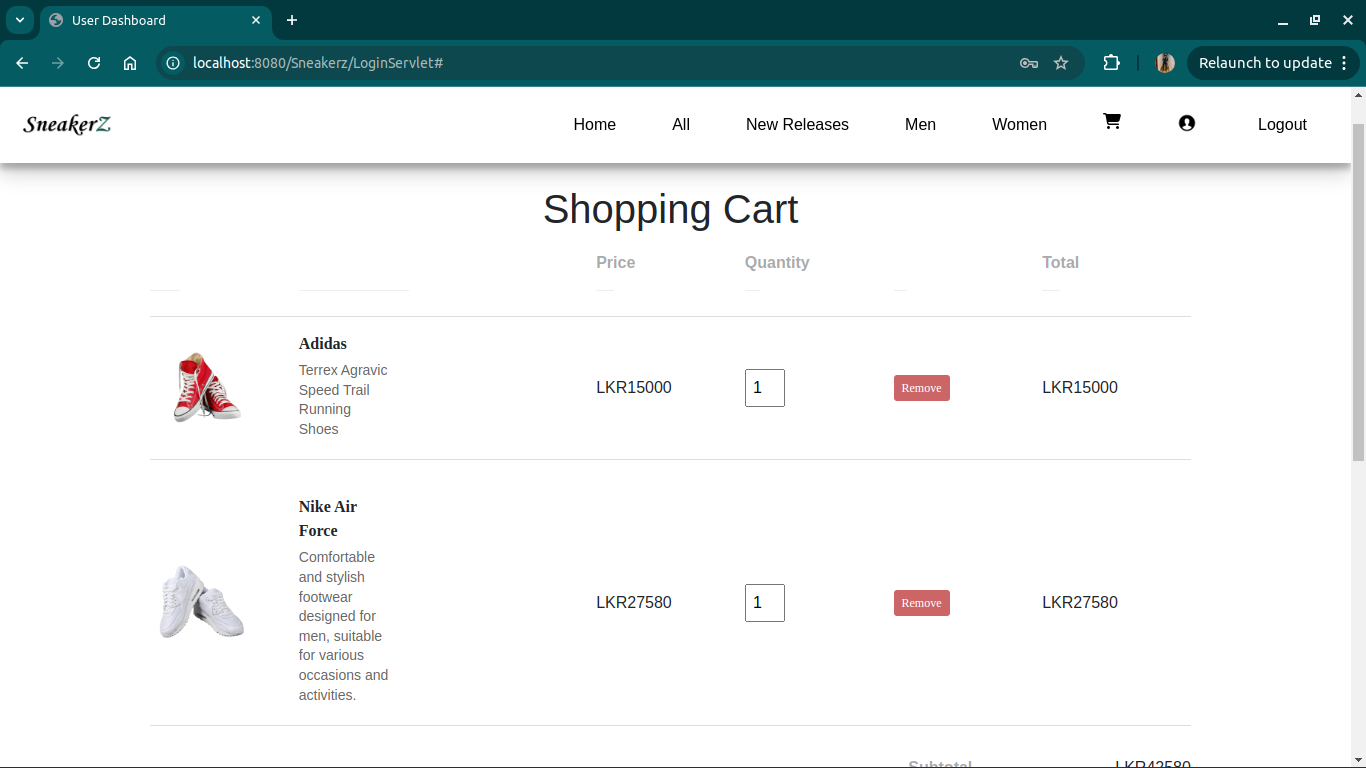 User Dashboard
localhost:8080/Sneakerz/LoginServlet#
Relaunch to update
SneakerZ
Home
All
New Releases
Men
Women
Logout
Shopping Cart
Price
Quantity
Total
Adidas
Terrex Agravic
Speed Trail
Running
Shoes
LKR15000
1
Remove
LKR15000
Nike Air
Force
Comfortable
and stylish
footwear
designed for
men, suitable
for various
occasions and
activities.
LKR27580
1
Remove
LKR27580
Subtotal
LKR42580